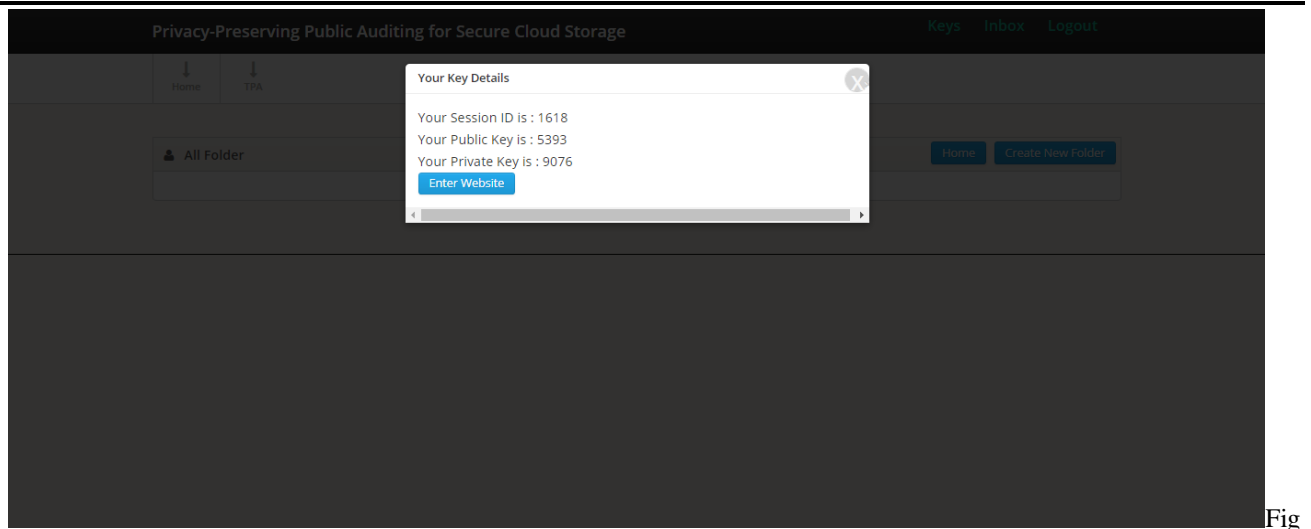 Privacy-Preserving Public Auditing for Secure Cloud Storage
Keys Inbox Logout
Home TPA
Your Key Details
X
Your Session ID is : 1618
Your Public Key is : 5393
Your Private Key is : 9076
Enter Website
All Folder
Home Create New Folder
Fig